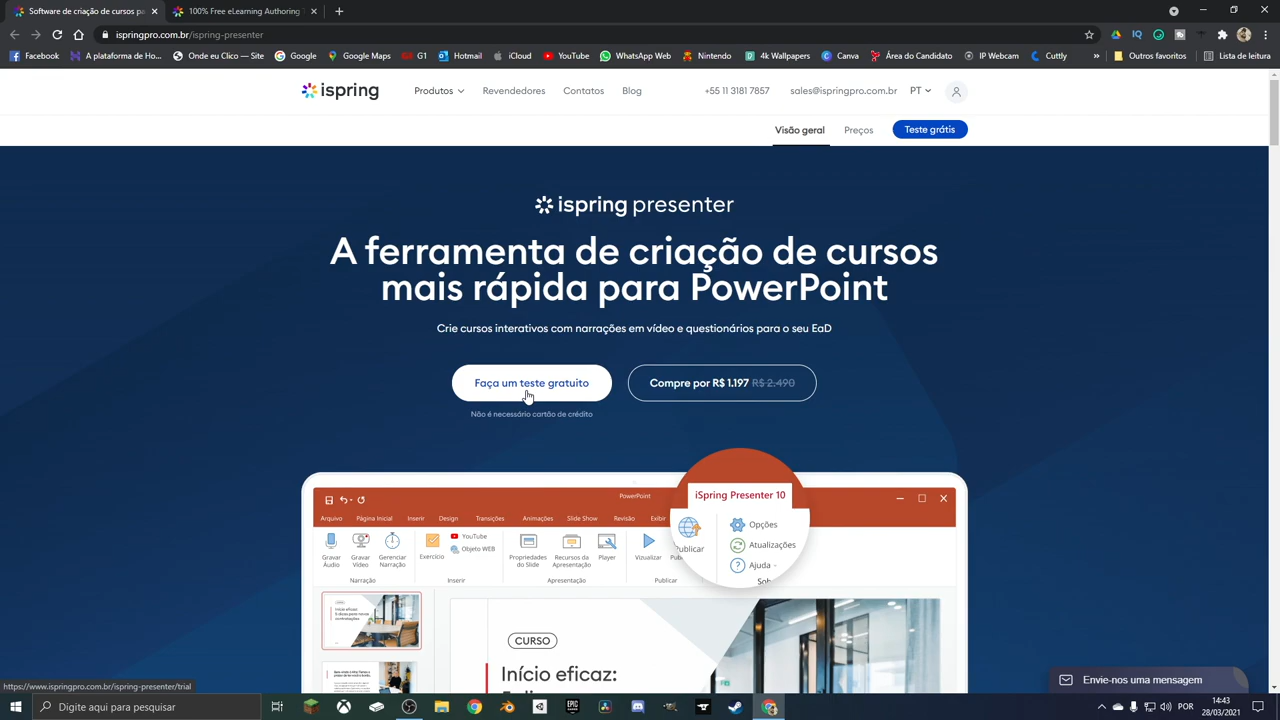 Software de criação de cursos pa
100% Free eLearning Authoring T
ispringpro.com.br/ispring-presenter
Facebook
A plataforma de Ho...
Onde eu Clico — Site
Google
Google Maps
G1
Hotmail
iCloud
YouTube
WhatsApp Web
Nintendo
4k Wallpapers
Canva
Área do Candidato
IP Webcam
Cuttly
»
Outros favoritos
Lista de leitura
ispring
Produtos
Revendedores
Contatos
Blog
+55 11 3181 7857
sales@ispringpro.com.br
PT
Visão geral
Preços
Teste grátis
ispring presenter
A ferramenta de criação de cursos
mais rápida para PowerPoint
Crie cursos interativos com narrações em vídeo e questionários para o seu EaD
Faça um teste gratuito
Compre por R$ 1.197 R$ 2.490
Não é necessário cartão de crédito
PowerPoint
iSpring Presenter 10
Arquivo
Página Inicial
Inserir
Design
Transições
Animações
Slide Show
Revisão
Exibir
Gravar
Áudio
Gravar
Vídeo
Gerenciar
Narração
Narração
Exercício
YouTube
Objeto WEB
Inserir
Propriedades
do Slide
Recursos da
Apresentação
Player
Apresentação
Vizualizar
Publicar
Publicar
Opções
Atualizações
Ajuda
CURSO
Início eficaz:
https://www.ispringpro.com.br/ispring-presenter/trial
Envie-nos uma mensagem
Digite aqui para pesquisar
POR
14:43
28/03/2021